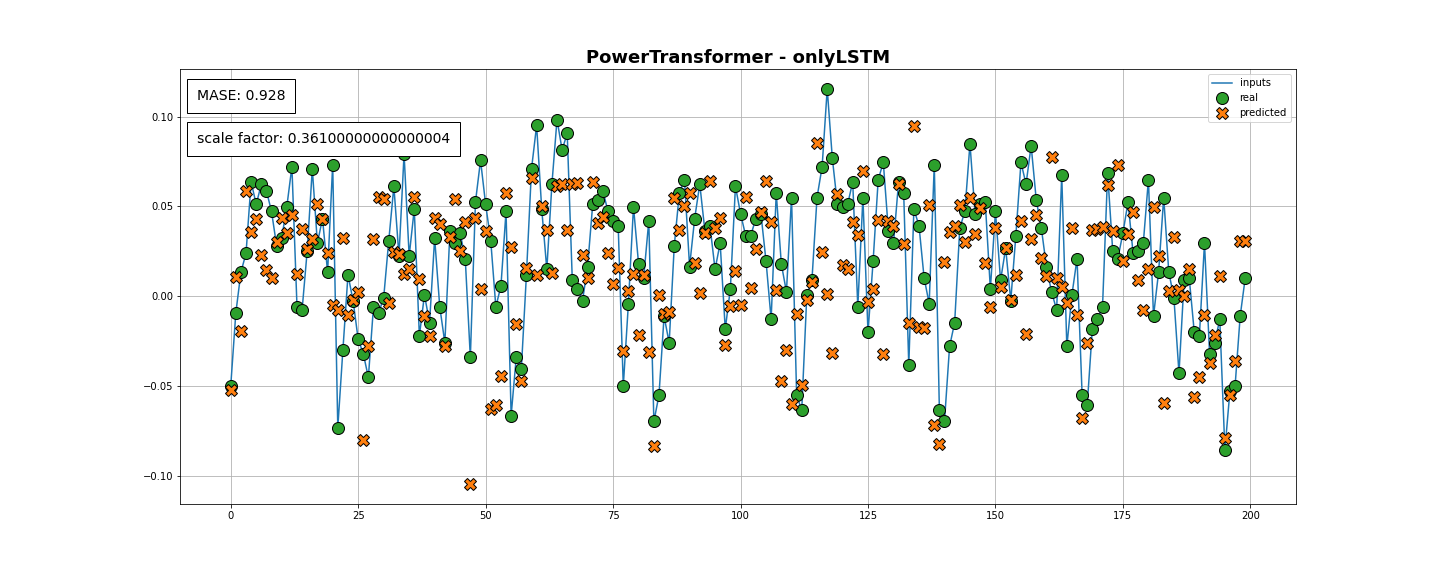 PowerTransformer - onlyLSTM
MASE: 0.928
scale factor: 0.36100000000000004
inputs
real
predicted
0.10
0.05
0.00
−0.05
−0.10
0 25 50 75 100 125 150 175 200